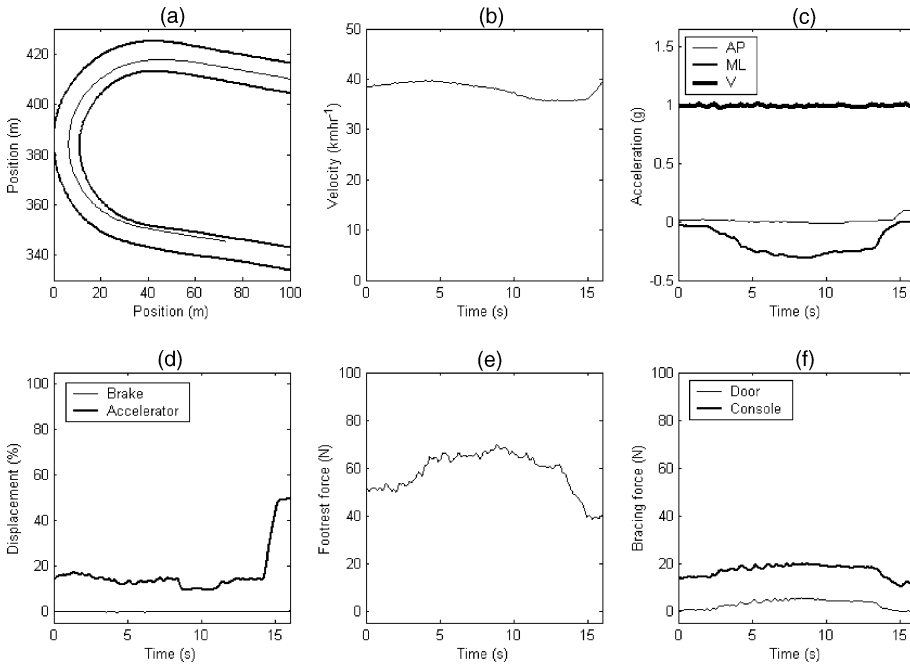 (a)
420
400
380
360
340
0
20
40
60
80
100
Position (m)
Position (m)
(b)
50
40
30
20
10
0
0
5
10
15
Velocity (kmhr-1)
Time (s)
(c)
AP
ML
V
1.5
1
0.5
0
-0.5
0
5
10
15
Acceleration (g)
Time (s)
(d)
Brake
Accelerator
100
80
60
40
20
0
0
5
10
15
Displacement (%)
Time (s)
(e)
100
80
60
40
20
0
0
5
10
15
Footrest force (N)
Time (s)
(f)
Door
Console
100
80
60
40
20
0
0
5
10
15
Bracing force (N)
Time (s)